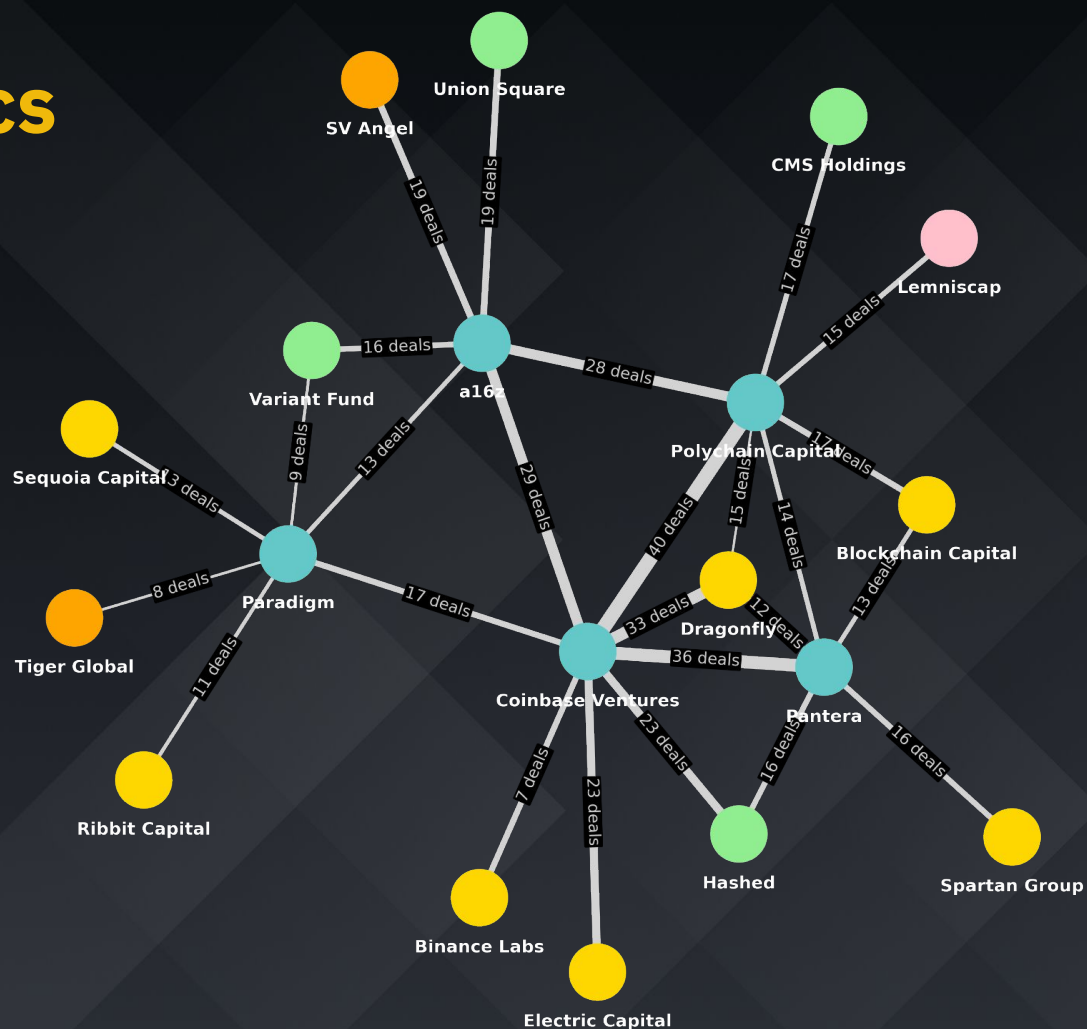 cs
Union Square
SV Angel
CMS Holdings
19 deals
19 deals
17 deals
Lemniscap
15 deals
16 deals
28 deals
a16z
Variant Fund
13 deals
9 deals
Polychain Capital
17 deals
Sequoia Capital
3 deals
29 deals
15 deals
40 deals
14 deals
Blockchain Capital
8 deals
Paradigm
17 deals
13 deals
33 deals
Dragonfly
12 deals
Tiger Global
11 deals
36 deals
Coinbase Ventures
Pantera
23 deals
16 deals
16 deals
7 deals
23 deals
Ribbit Capital
Hashed
Spartan Group
Binance Labs
Electric Capital